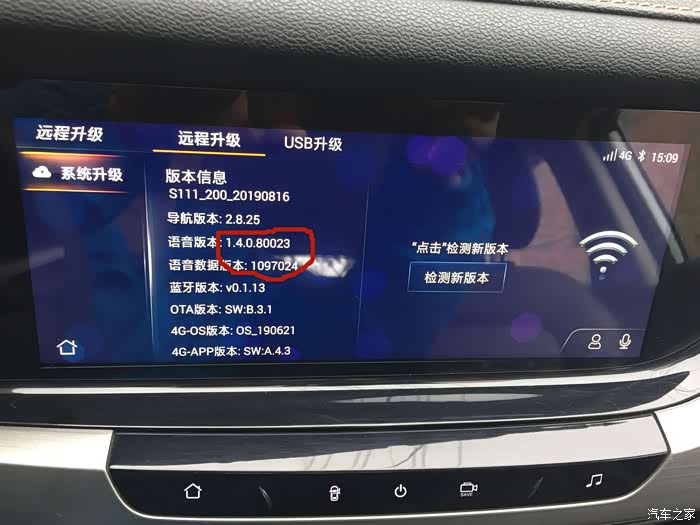 远程升级
远程升级 USB升级
4G 15:09
系统升级
版本信息
S111_200_20190816
导航版本: 2.8.25
语音版本: 1.4.0.80023
语音数据版本: 1097024
蓝牙版本: v0.1.13
OTA版本: SW:B.3.1
4G-OS版本: OS_190621
4G-APP版本: SW:A.4.3
“点击”检测新版本
检测新版本
SAVE
汽车之家